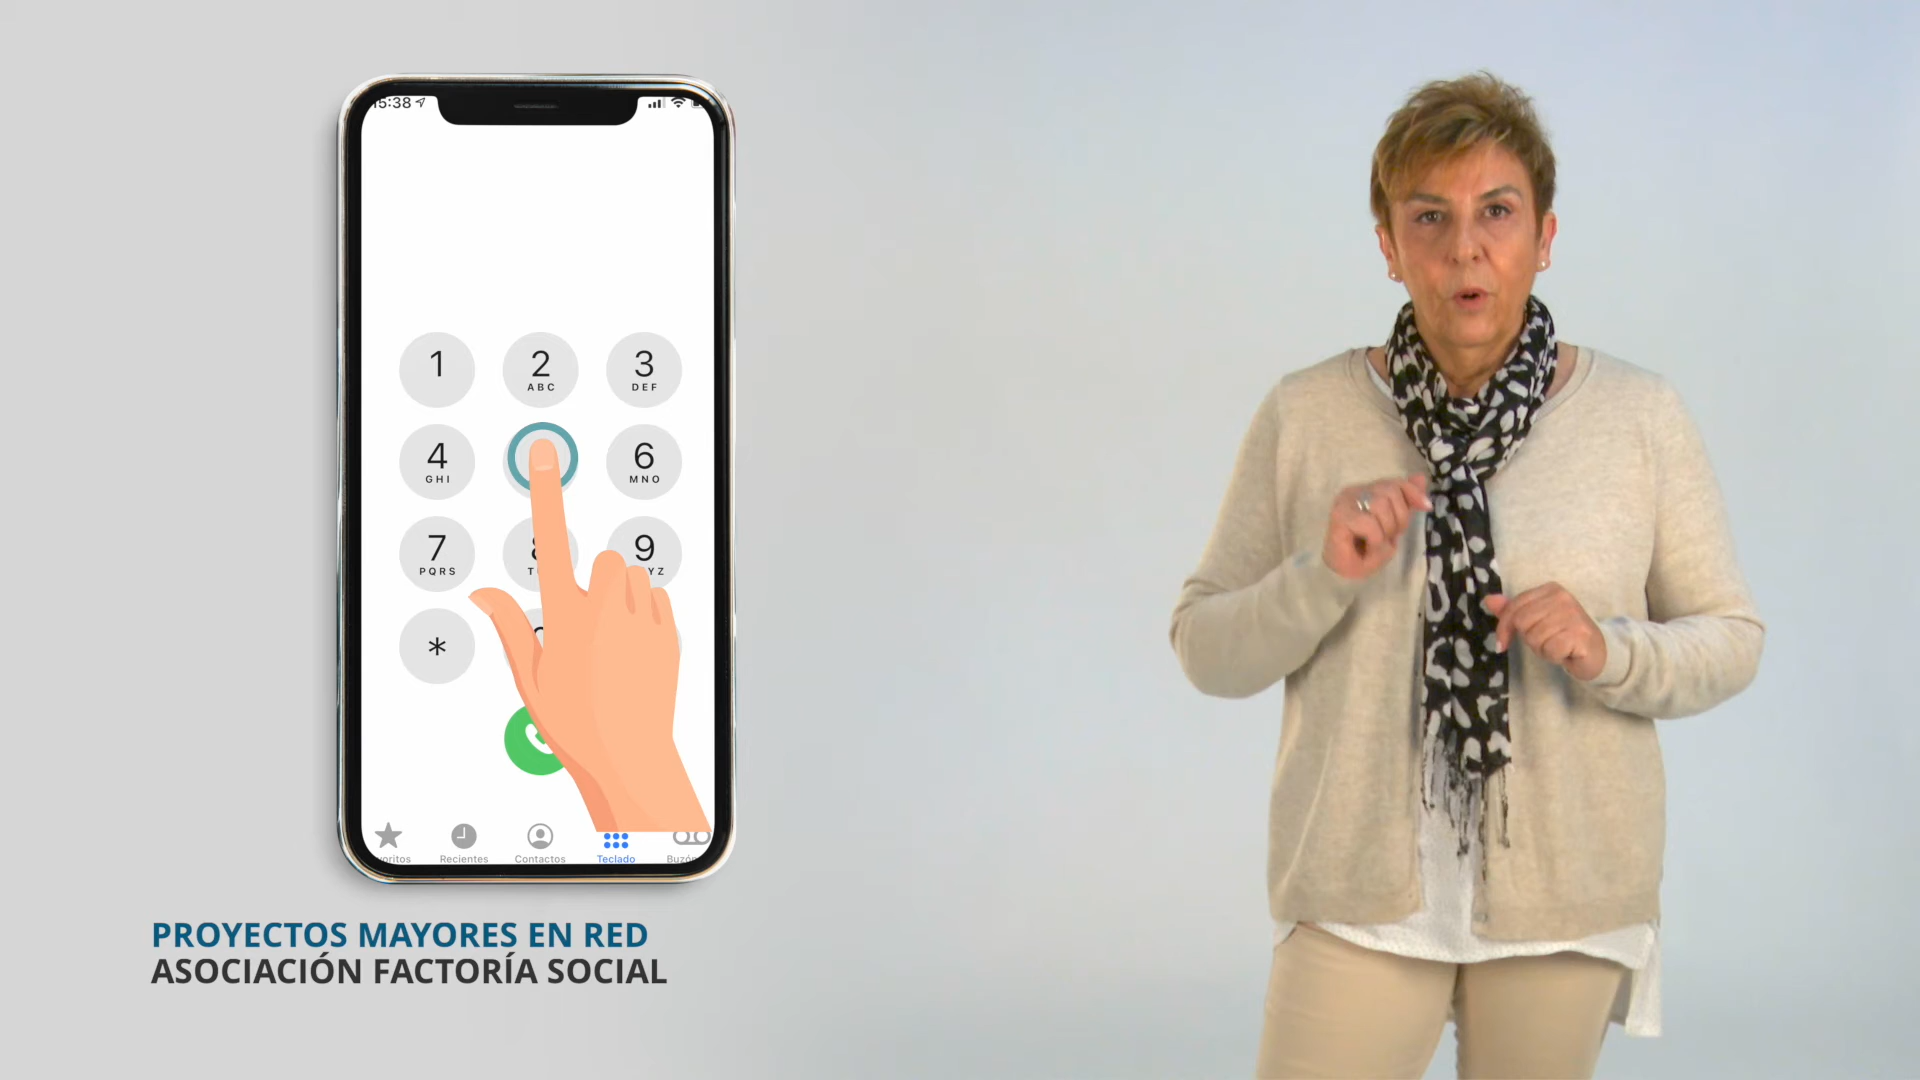 15:38
1
2
ABC
3
DEF
4
GHI
6
MNO
7
PQRS
9
*
Recientes
Contactos
Teclado
PROYECTOS MAYORES EN RED
ASOCIACIÓN FACTORÍA SOCIAL